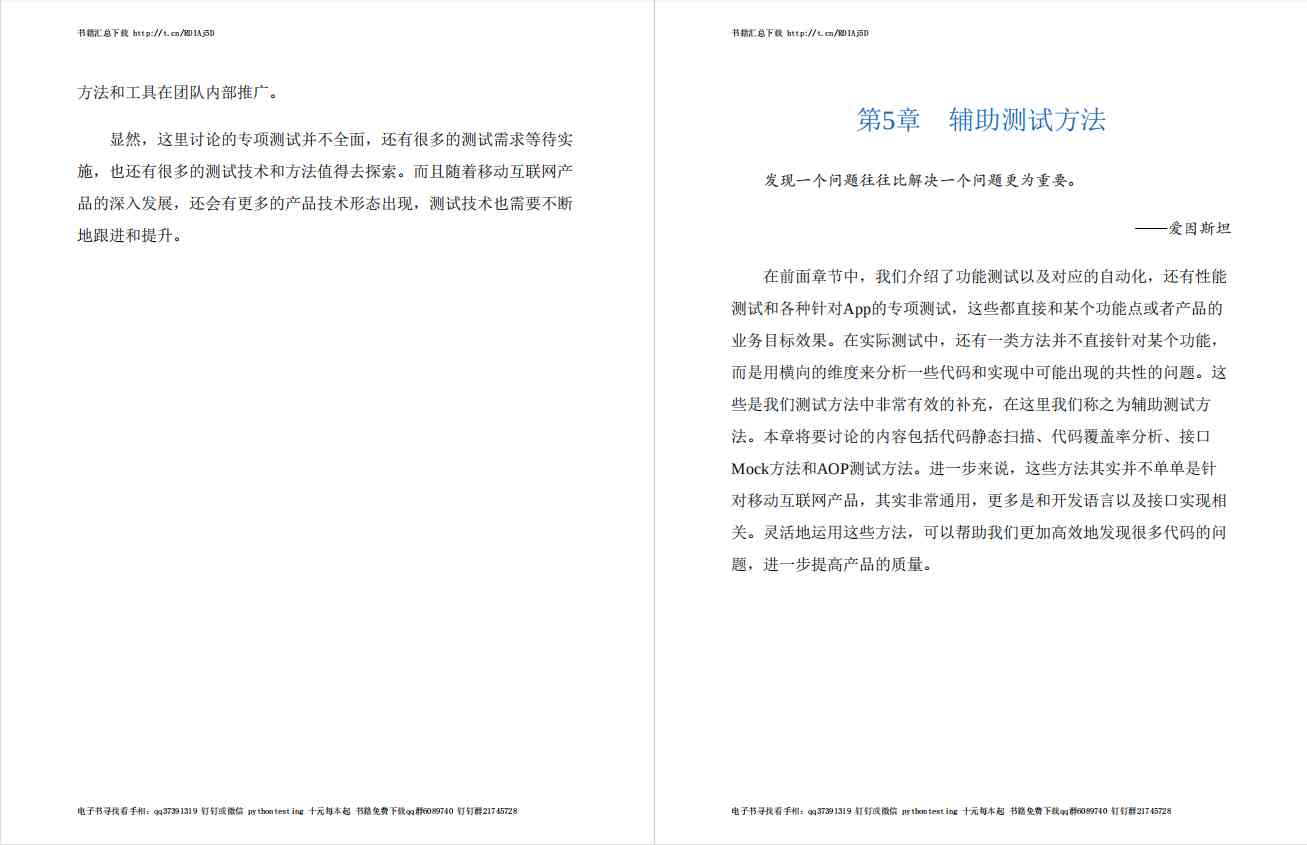 书籍汇总下载 http://t.cn/RDIAj5D
方法和工具在团队内部推广。
显然，这里讨论的专项测试并不全面，还有很多的测试需求等待实
施，也还有很多的测试技术和方法值得去探索。而且随着移动互联网产
品的深入发展，还会有更多的产品技术形态出现，测试技术也需要不断
地跟进和提升。
电子书寻找看手相：qq37391319 钉钉或微信 pythontesting 十元每本起 书籍免费下载qq群6089740 钉钉群21745728
书籍汇总下载 http://t.cn/RDIAj5D
第5章 辅助测试方法
发现一个问题往往比解决一个问题更为重要。
——爱因斯坦
在前面章节中，我们介绍了功能测试以及对应的自动化，还有性能
测试和各种针对App的专项测试，这些都直接和某个功能点或者产品的
业务目标效果。在实际测试中，还有一类方法并不直接针对某个功能，
而是用横向的维度来分析一些代码和实现中可能出现的共性的问题。这
些是我们测试方法中非常有效的补充，在这里我们称之为辅助测试方
法。本章将要讨论的内容包括代码静态扫描、代码覆盖率分析、接口
Mock方法和AOP测试方法。进一步来说，这些方法其实并不单单是针
对移动互联网产品，其实非常通用，更多是和开发语言以及接口实现相
关。灵活地运用这些方法，可以帮助我们更加高效地发现很多代码的问
题，进一步提高产品的质量。
电子书寻找看手相：qq37391319 钉钉或微信 pythontesting 十元每本起 书籍免费下载qq群6089740 钉钉群21745728